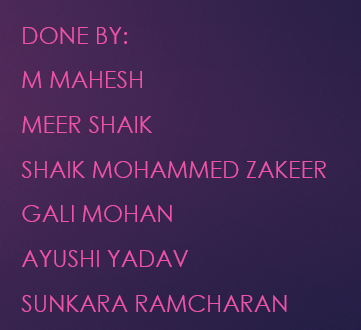 DONE BY:
M MAHESH
MEER SHAIK
SHAIK MOHAMMED ZAKEER
GALI MOHAN
AYUSHI YADAV
SUNKARA RAMCHARAN